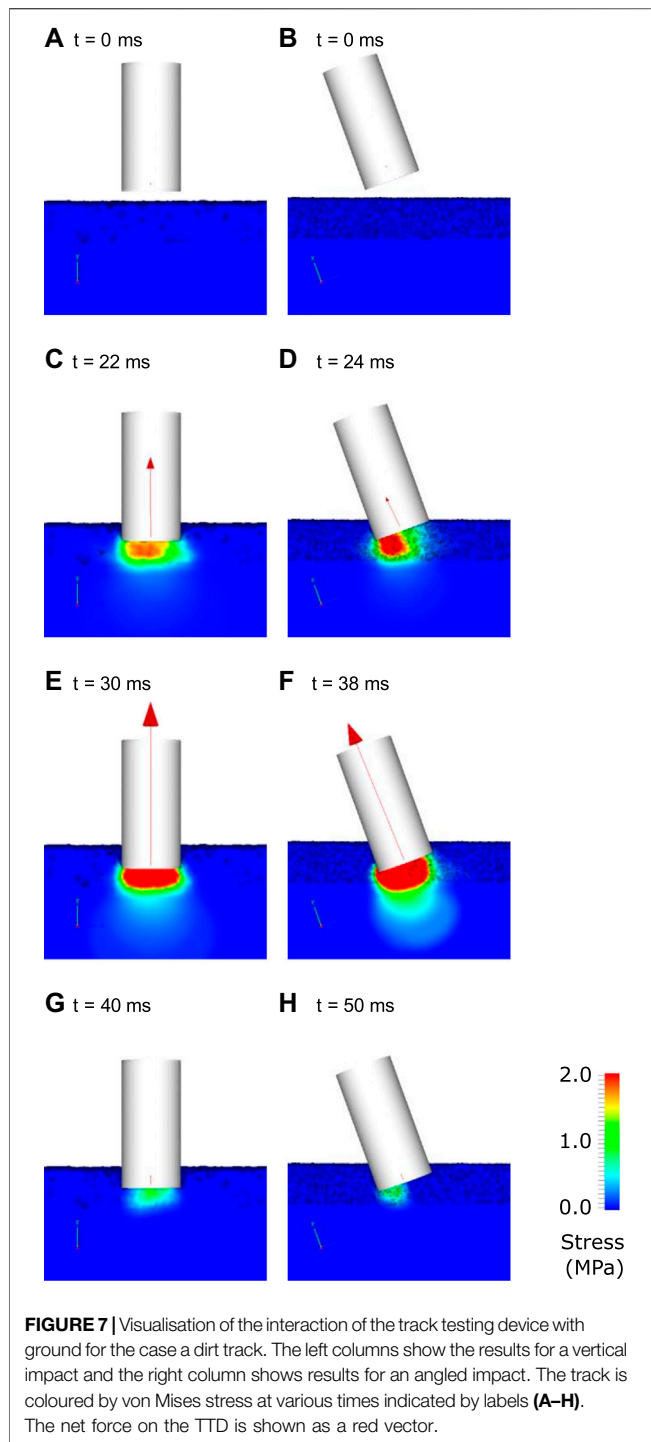 A t = 0 ms
B t = 0 ms
C t = 22 ms
D t = 24 ms
E t = 30 ms
F t = 38 ms
G t = 40 ms
H t = 50 ms
2.0
1.0
0.0
Stress
(MPa)
FIGURE 7 | Visualisation of the interaction of the track testing device with
ground for the case a dirt track. The left columns show the results for a vertical
impact and the right column shows results for an angled impact. The track is
coloured by von Mises stress at various times indicated by labels (A–H).
The net force on the TTD is shown as a red vector.